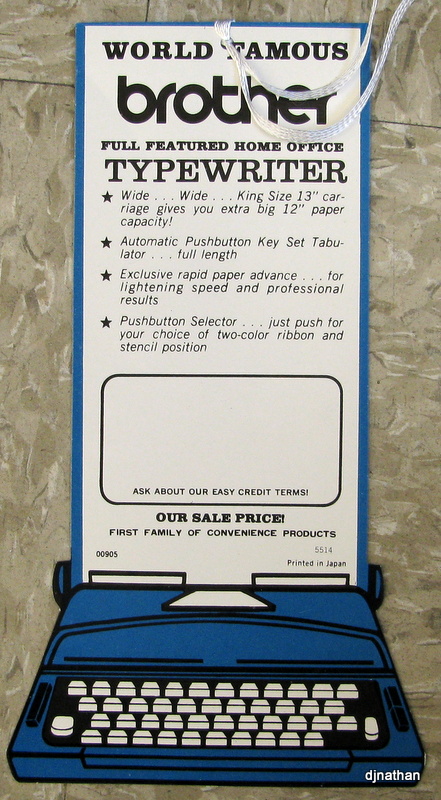 WORLD FAMOUS
brother
FULL FEATURED HOME OFFICE
TYPEWRITER
★ Wide . . . Wide . . . King Size 13" car-
riage gives you extra big 12" paper
capacity!
★ Automatic Pushbutton Key Set Tabu-
lator . . . full length
★ Exclusive rapid paper advance . . . for
lightening speed and professional
results
★ Pushbutton Selector . . . just push for
your choice of two-color ribbon and
stencil position
ASK ABOUT OUR EASY CREDIT TERMS!
OUR SALE PRICE!
FIRST FAMILY OF CONVENIENCE PRODUCTS
00905
5514
Printed in Japan
djnathan